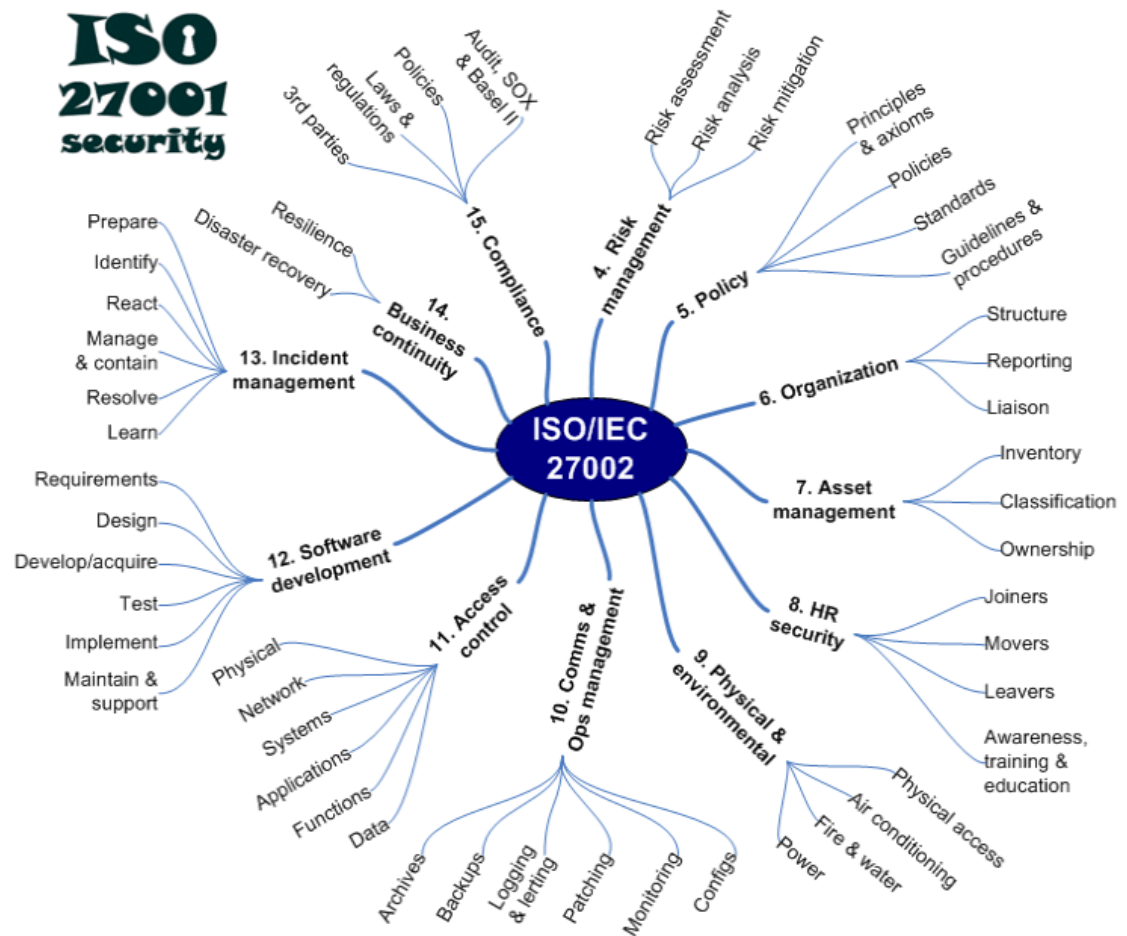 ISO
27001
security
ISO/IEC
27002
4. Risk
management
Risk assessment
Risk analysis
Risk mitigation
5. Policy
Principles
& axioms
Policies
Standards
Guidelines &
procedures
6. Organization
Structure
Reporting
Liaison
7. Asset
management
Inventory
Classification
Ownership
8. HR
security
Joiners
Movers
Leavers
Awareness,
training &
education
9. Physical &
environmental
Physical access
Air conditioning
Fire & water
Power
10. Comms &
Ops management
Configs
Monitoring
Patching
Logging
& lerting
Backups
Archives
11. Access
control
Physical
Network
Systems
Applications
Functions
Data
12. Software
development
Requirements
Design
Develop/acquire
Test
Implement
Maintain &
support
13. Incident
management
Prepare
Identify
React
Manage
& contain
Resolve
Learn
14.
Business
continuity
Resilience
Disaster recovery
15. Compliance
3rd parties
Laws &
regulations
Policies
Audit, SOX
& Basel II